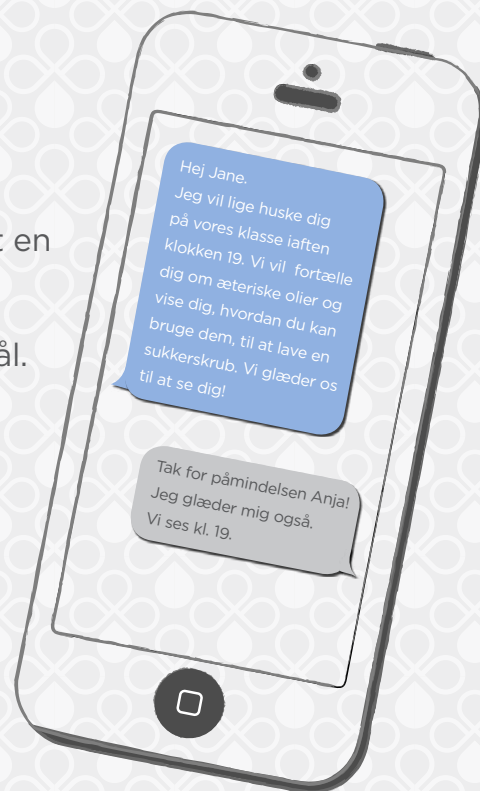 t en
ål.
Hej Jane.
Jeg vil lige huske dig
på vores klasse iaften
klokken 19. Vi vil  fortælle
dig om æteriske olier og
vise dig, hvordan du kan
bruge dem, til at lave en
sukkerskrub. Vi glæder os
til at se dig!
Tak for påmindelsen Anja!
Jeg glæder mig også.
Vi ses kl. 19.